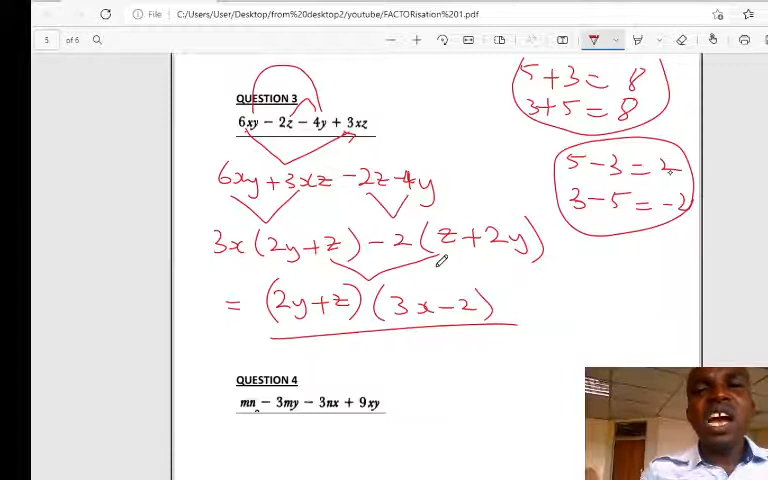 File
C:/Users/User/Desktop/from%20desktop2/youtube/FACTORisation%201.pdf
5 of 6
QUESTION 3
6xy − 2z − 4y + 3xz
6xy + 3xz − 2z − 4y
3x (2y + z) − 2 (z + 2y)
= (2y + z) (3x − 2)
5 + 3 = 8
3 + 5 = 8
5 − 3 = 2
3 − 5 = −2
QUESTION 4
mn − 3my − 3nx + 9xy